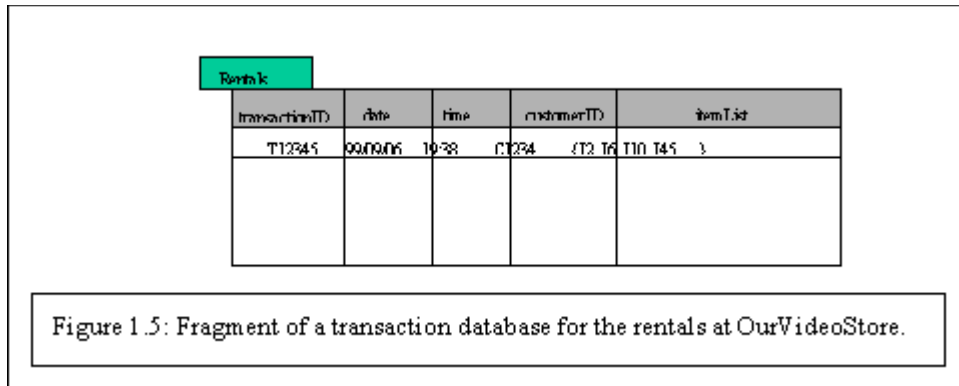 Rentals
transactionID date time customerID itemList
T12345 99/09/06 19:38 C1234 {I2, I6, I10, I45 ...}
Figure 1.5: Fragment of a transaction database for the rentals at OurVideoStore.